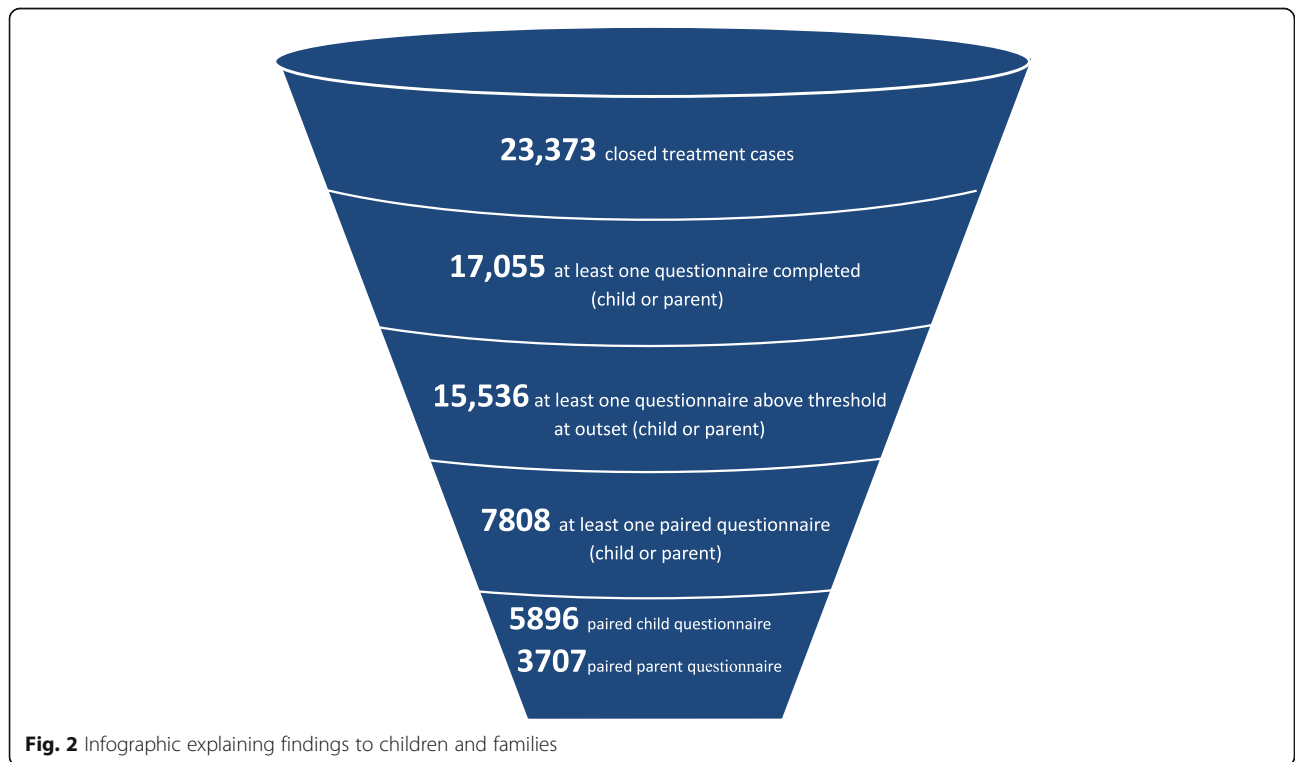 23,373 closed treatment cases
17,055 at least one questionnaire completed
(child or parent)
15,536 at least one questionnaire above threshold
at outset (child or parent)
7808 at least one paired questionnaire
(child or parent)
5896 paired child questionnaire
3707 paired parent questionnaire
Fig. 2 Infographic explaining findings to children and families